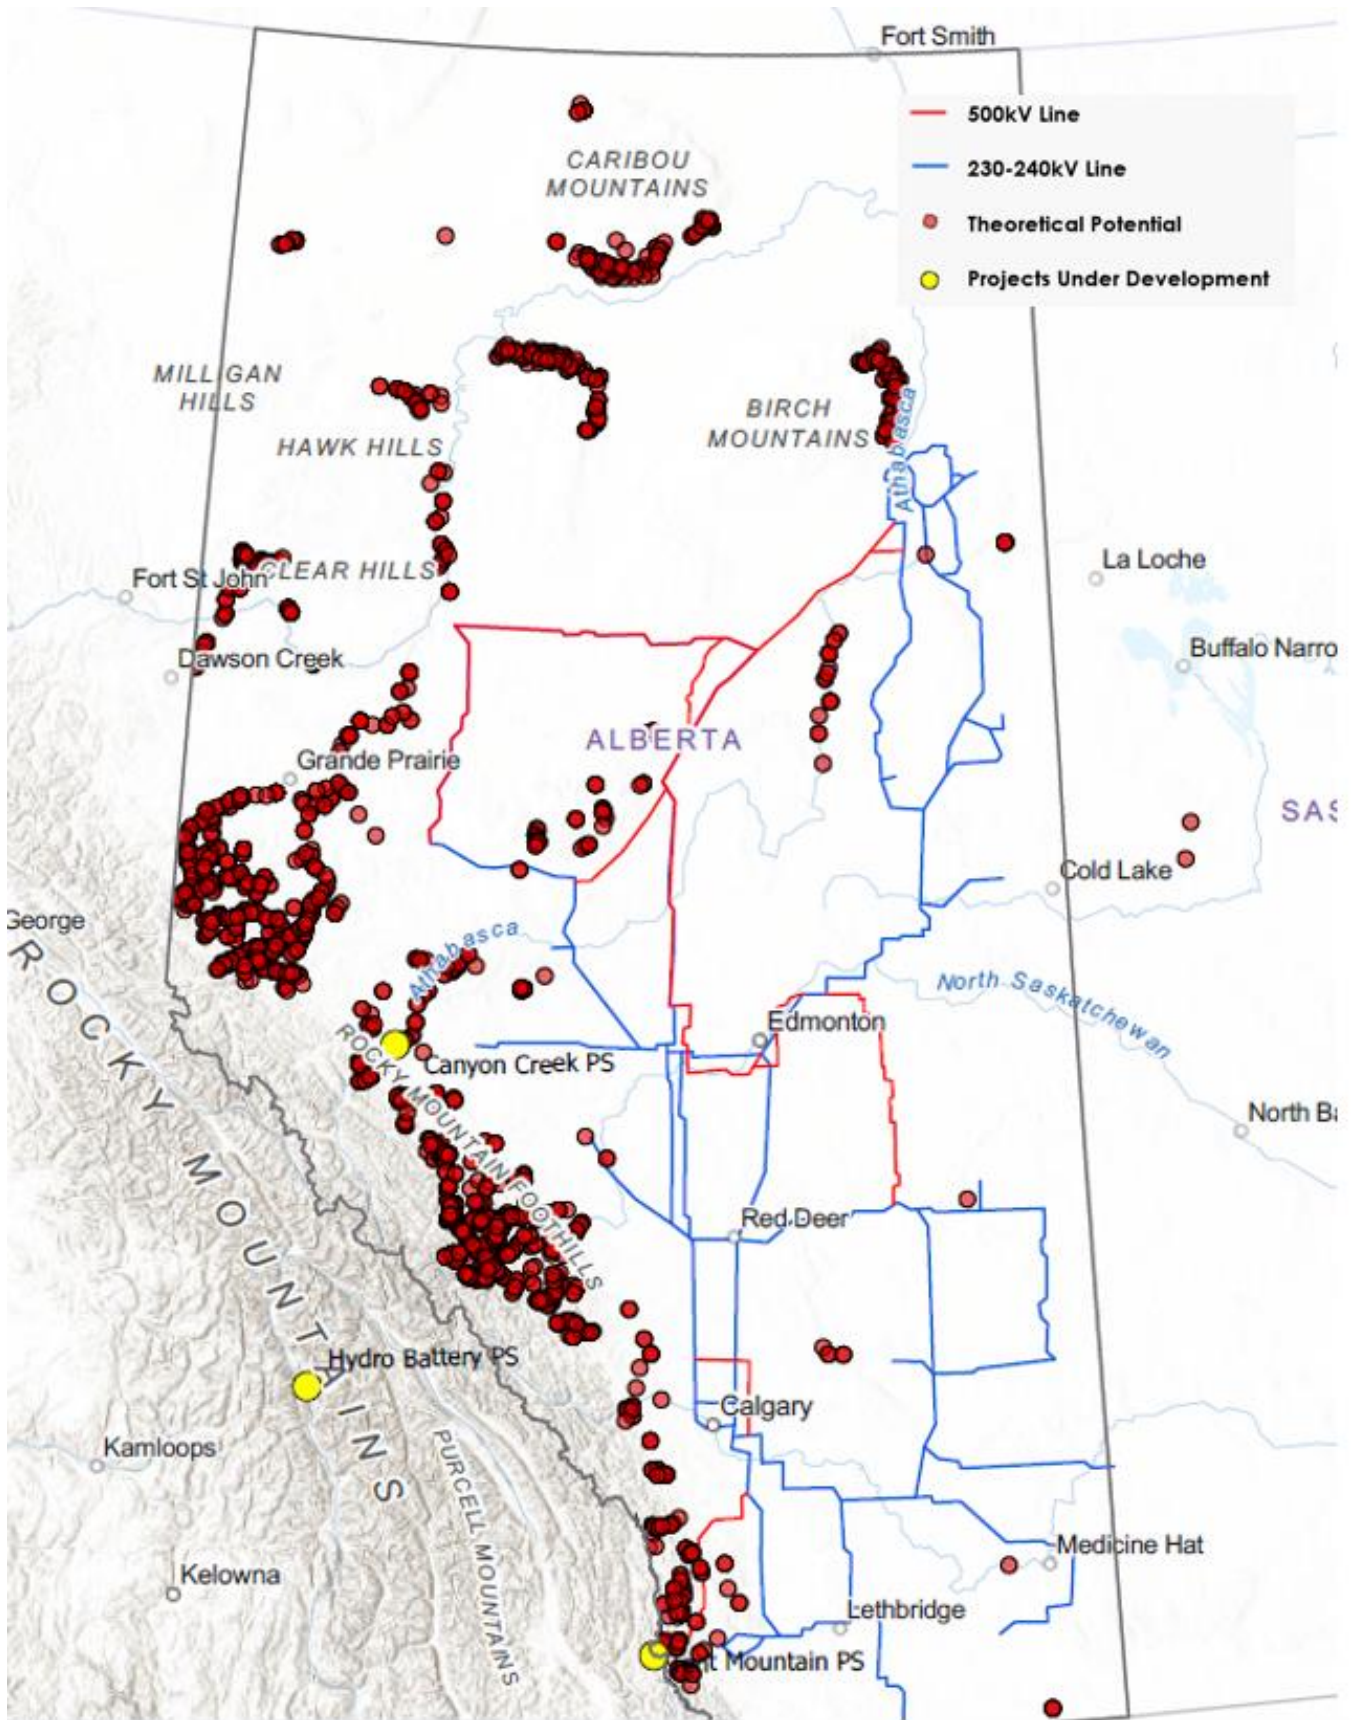 Fort Smith
500kV Line
230-240kV Line
Theoretical Potential
Projects Under Development
CARIBOU
MOUNTAINS
MILLIGAN
HILLS
HAWK HILLS
BIRCH
MOUNTAINS
Athabasca
CLEAR HILLS
Fort St John
La Loche
Dawson Creek
Buffalo Narro
ALBERTA
Grande Prairie
SAS
Cold Lake
George
Athabasca
North Saskatchewan
Edmonton
Canyon Creek PS
ROCKY MOUNTAIN FOOTHILLS
ROCKY MOUNTAINS
North Ba
Red Deer
Hydro Battery PS
Calgary
Kamloops
PURCELL MOUNTAINS
Medicine Hat
Kelowna
Lethbridge
t Mountain PS